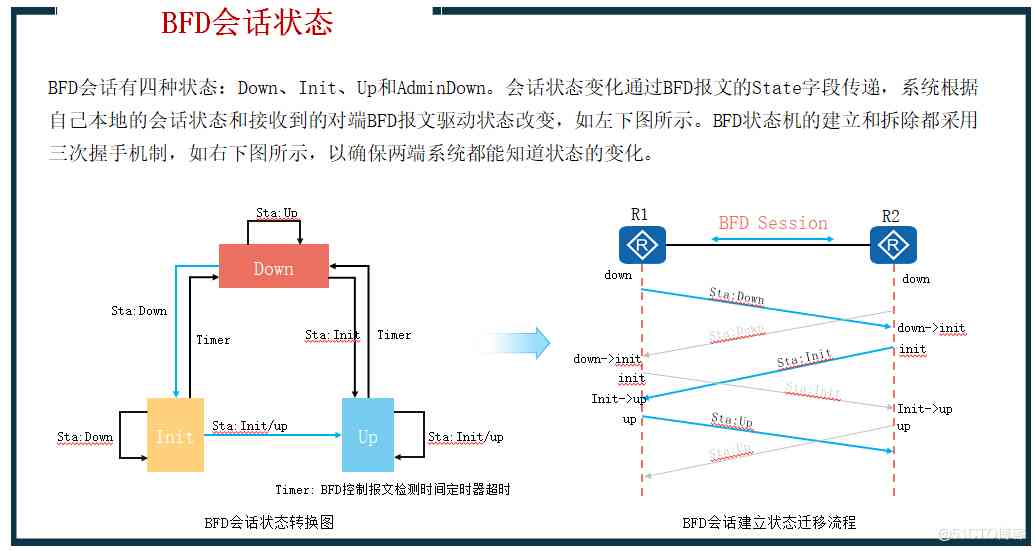 BFD会话状态
BFD会话有四种状态：Down、Init、Up和AdminDown。会话状态变化通过BFD报文的State字段传递，系统根据
自己本地的会话状态和接收到的对端BFD报文驱动状态改变，如左下图所示。BFD状态机的建立和拆除都采用
三次握手机制，如右下图所示，以确保两端系统都能知道状态的变化。
Sta:Up
Down
Sta:Down
Timer
Sta:Init
Timer
Sta:Down
Init
Sta:Init/up
Up
Sta:Init/up
Timer: BFD控制报文检测时间定时器超时
BFD会话状态转换图
R1
BFD Session
R2
R
R
down
down
Sta:Down
Sta:Down
down->init
down->init
Sta:Init
init
init
Sta:Init
Init->up
Init->up
up
Sta:Up
up
Sta:Up
BFD会话建立状态迁移流程
@51CTO博客